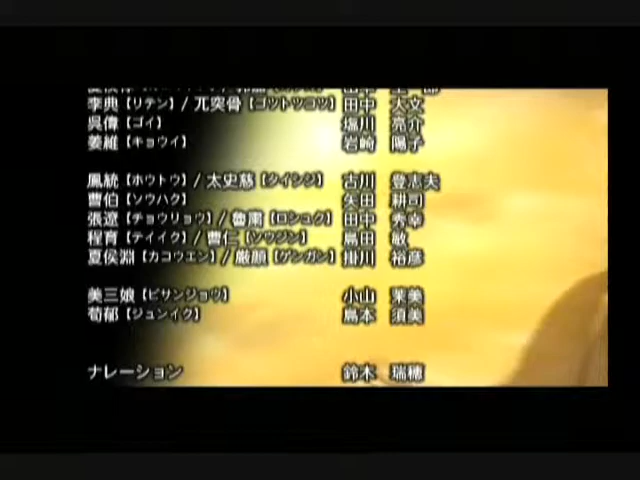 李典【リテン】/兀突骨【ゴツトツコツ】 田中 大文
呉偉【ゴイ】 塩川 亮介
姜維【キョウイ】 岩崎 陽子
鳳統【ホウトウ】/太史慈【タイシジ】 古川 登志夫
曹伯【ソウハク】 矢田 耕司
張遼【チョウリョウ】/魯粛【ロシュク】 田中 秀幸
程育【テイイク】/曹仁【ソウジン】 島田 敏
夏侯淵【カコウエン】/厳顔【ゲンガン】 掛川 裕彦
美三娘【ビサンジョウ】 小山 茉美
荀郁【ジュンイク】 島本 須美
ナレーション 鈴木 瑞穂